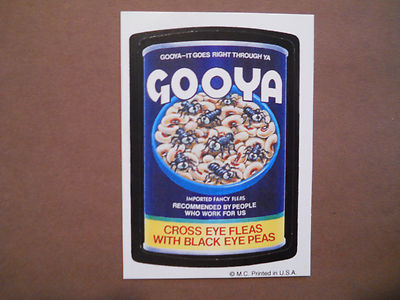 GOOYA-IT GOES RIGHT THROUGH YA
GOOYA
IMPORTED FANCY FLEAS
RECOMMENDED BY PEOPLE
WHO WORK FOR US
CROSS EYE FLEAS
WITH BLACK EYE PEAS
© M.C. Printed in U.S.A.